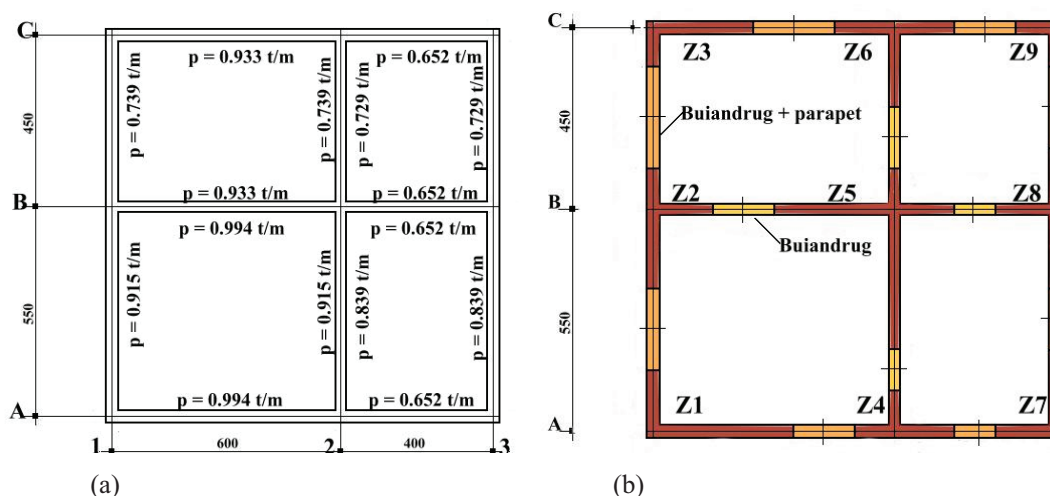 C
p = 0.933 t/m
p = 0.652 t/m
p = 0.739 t/m
p = 0.739 t/m
p = 0.729 t/m
p = 0.729 t/m
450
p = 0.933 t/m
p = 0.652 t/m
B
p = 0.994 t/m
p = 0.652 t/m
p = 0.915 t/m
p = 0.915 t/m
p = 0.839 t/m
p = 0.839 t/m
550
p = 0.994 t/m
p = 0.652 t/m
A
1
600
2
400
3
(a)
C
Z3
Z6
Z9
450
Buiandrug + parapet
Z2
Z5
Z8
B
Buiandrug
550
Z1
Z4
Z7
A
(b)